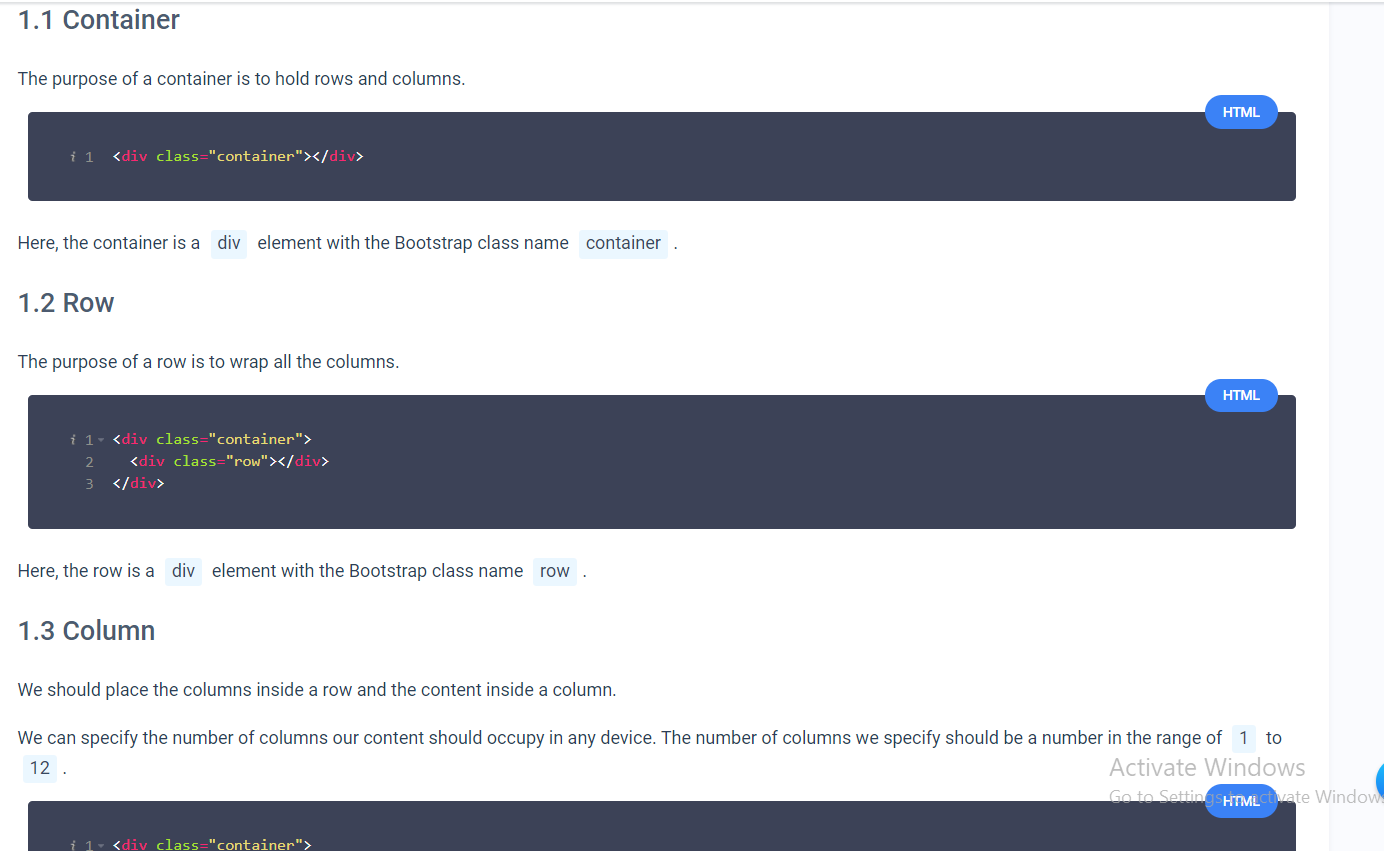 1.1 Container
The purpose of a container is to hold rows and columns.
HTML
i 1 <div class="container"></div>
Here, the container is a div element with the Bootstrap class name container .
1.2 Row
The purpose of a row is to wrap all the columns.
HTML
i 1 <div class="container">
2 <div class="row"></div>
3 </div>
Here, the row is a div element with the Bootstrap class name row .
1.3 Column
We should place the columns inside a row and the content inside a column.
We can specify the number of columns our content should occupy in any device. The number of columns we specify should be a number in the range of 1 to
12 .
Activate Windows
Go to Settings to activate Window
HTML
i 1 <div class="container">